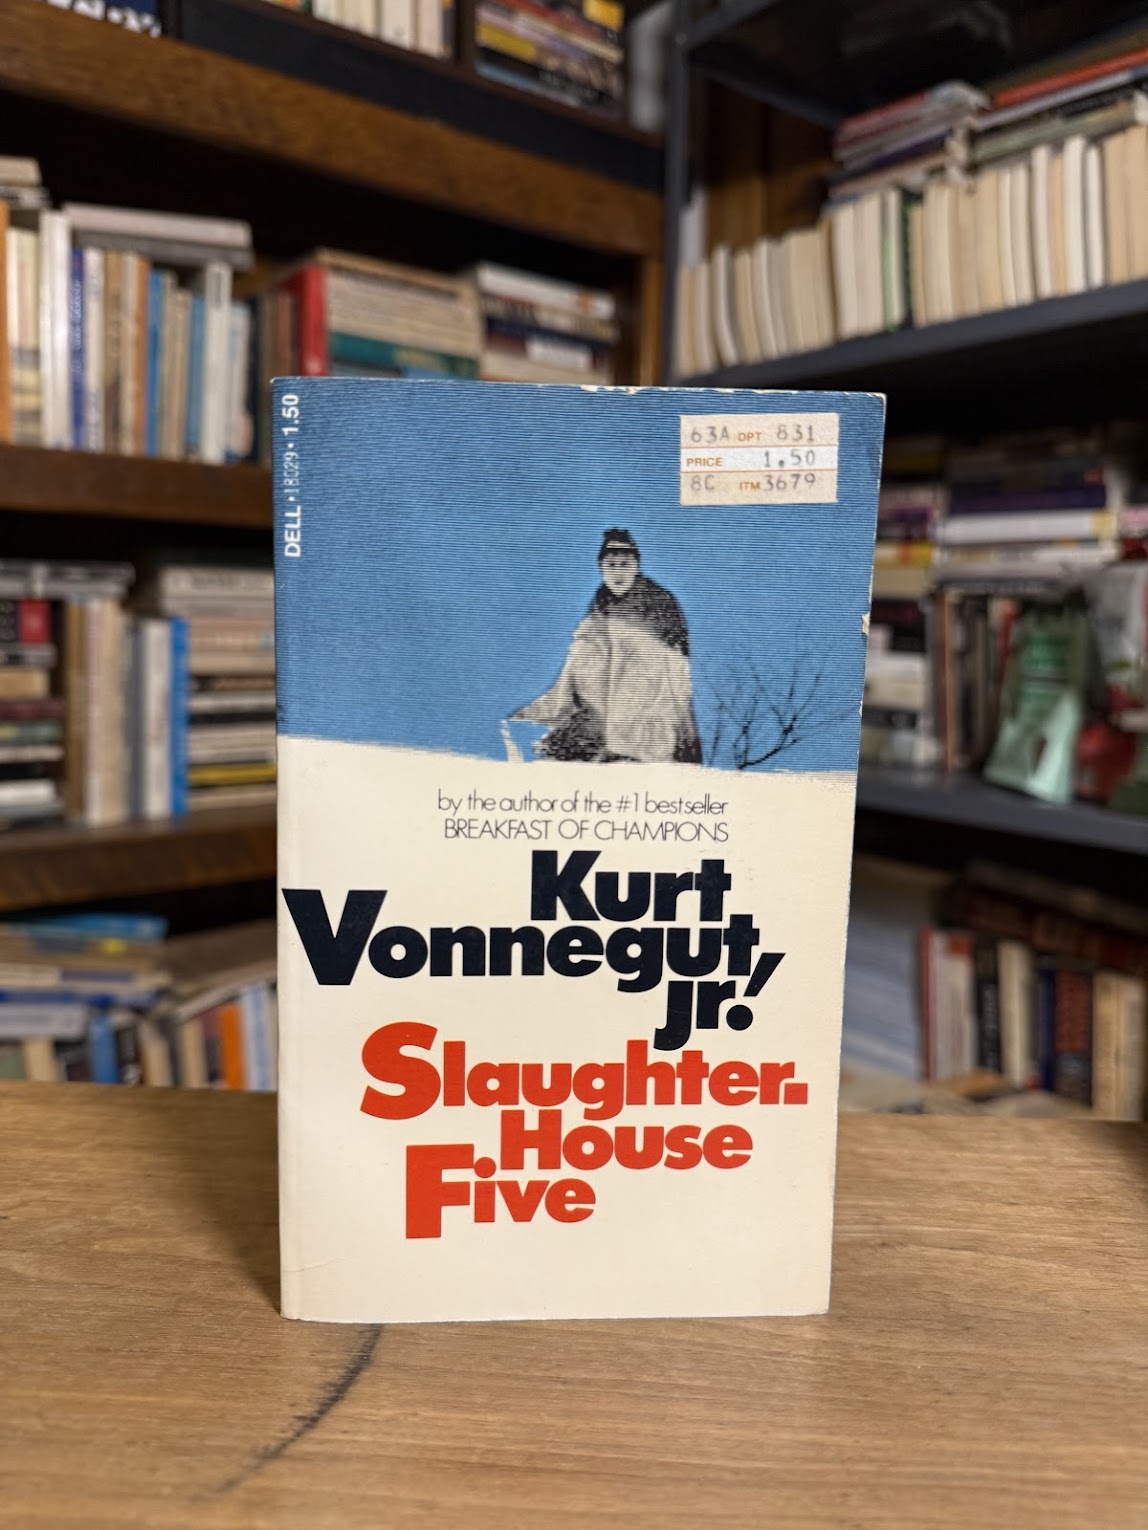 DELL • 18029 • 1.50
63A DPT 831
PRICE 1.50
8C ITM 3679
by the author of the #1 bestseller
BREAKFAST OF CHAMPIONS
Kurt
Vonnegut,
jr.!
Slaughter-
House
Five